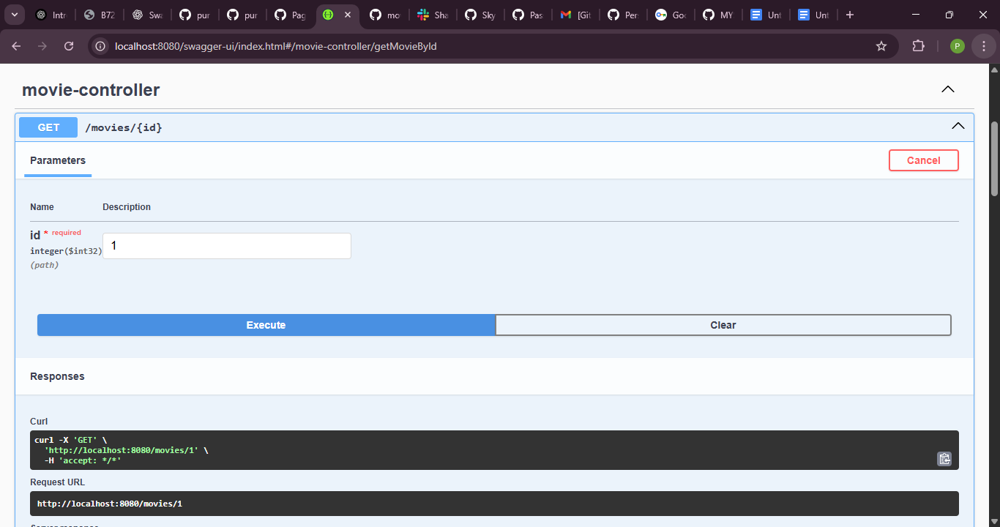 Intr
B72
Swa
pur
pur
Pag
mo
Sha
Sky
Pas
[Git
Per
Goo
MY
Unt
Unt
localhost:8080/swagger-ui/index.html#/movie-controller/getMovieById
P
movie-controller
GET /movies/{id}
Parameters
Cancel
Name Description
id * required
integer($int32)
(path)
1
Execute Clear
Responses
Curl
curl -X 'GET' \
'http://localhost:8080/movies/1' \
-H 'accept: */*'
Request URL
http://localhost:8080/movies/1
Server response